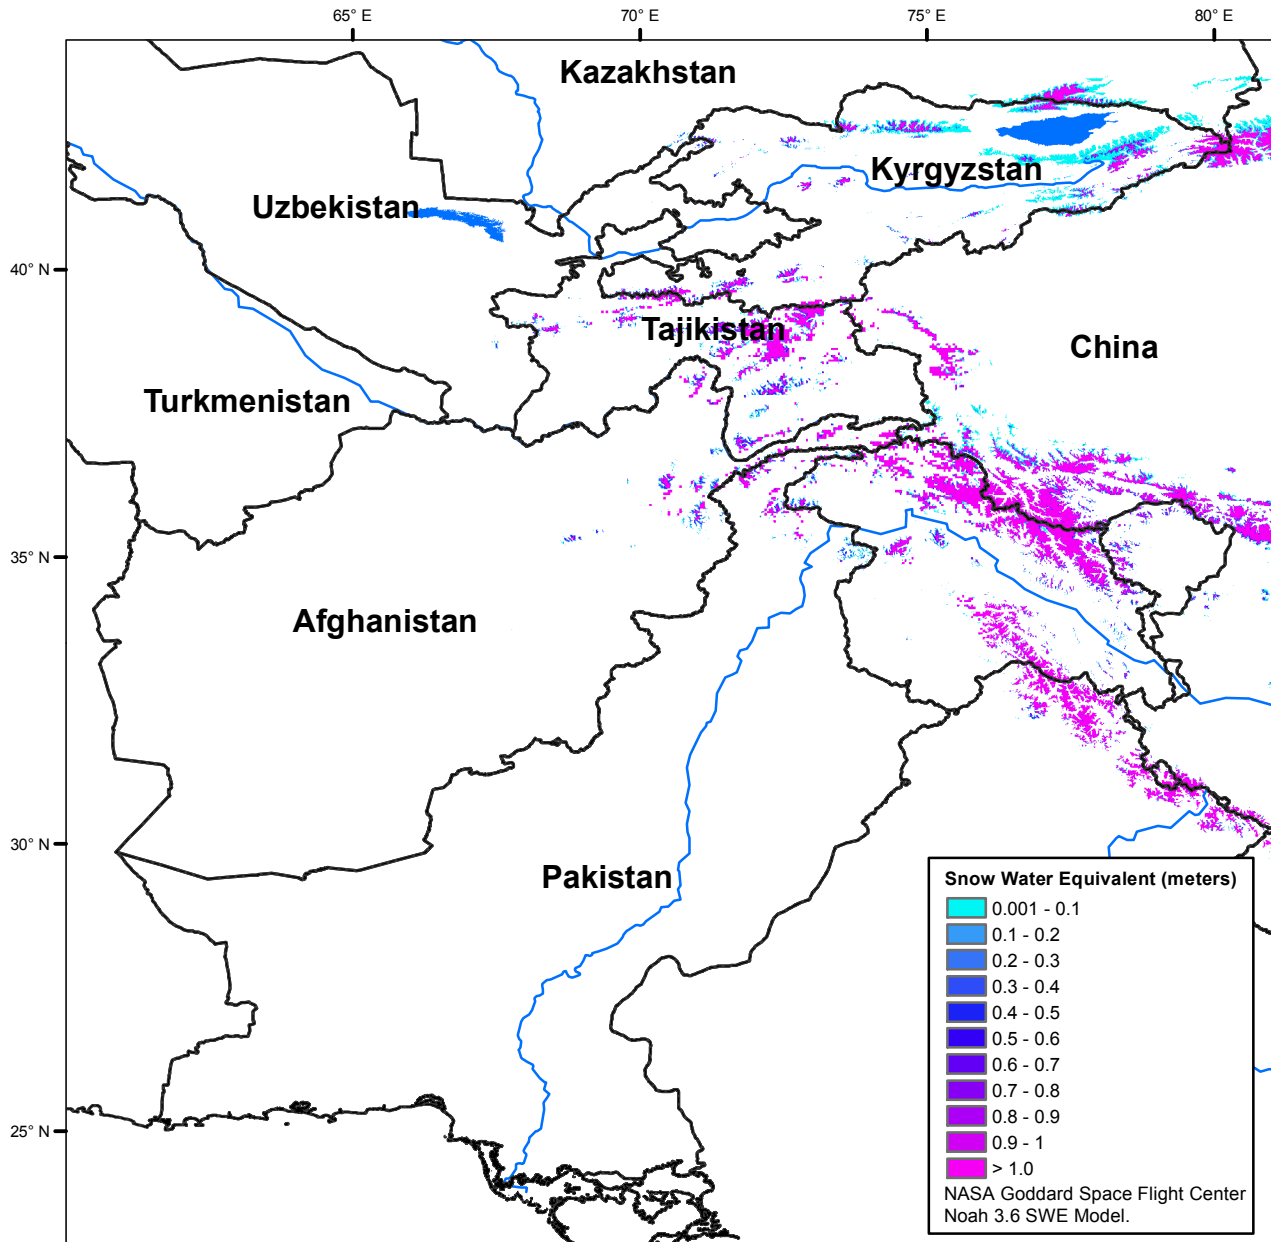 65° E
70° E
75° E
80° E
Kazakhstan
Kyrgyzstan
Uzbekistan
40° N
Tajikistan
China
Turkmenistan
35° N
Afghanistan
30° N
Pakistan
25° N
Snow Water Equivalent (meters)
0.001 - 0.1
0.1 - 0.2
0.2 - 0.3
0.3 - 0.4
0.4 - 0.5
0.5 - 0.6
0.6 - 0.7
0.7 - 0.8
0.8 - 0.9
0.9 - 1
> 1.0
NASA Goddard Space Flight Center
Noah 3.6 SWE Model.